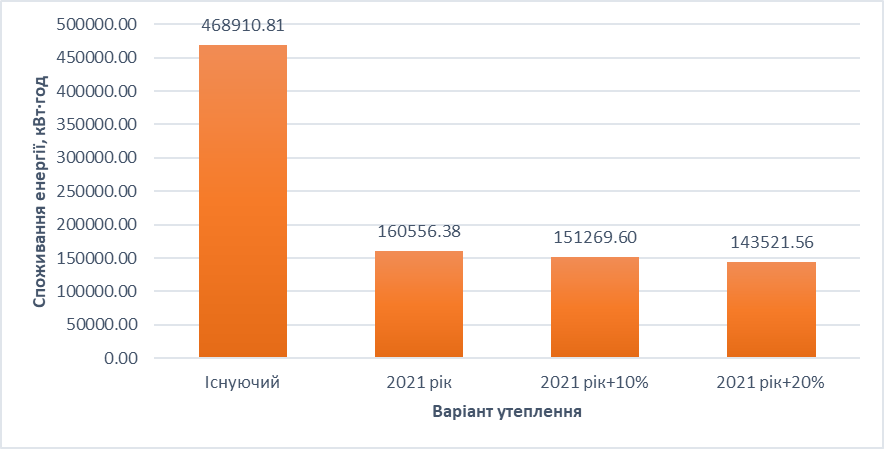 500000.00
450000.00
400000.00
350000.00
300000.00
250000.00
200000.00
150000.00
100000.00
50000.00
0.00
Споживання енергії, кВт·год
468910.81
160556.38
151269.60
143521.56
Існуючий
2021 рік
2021 рік+10%
2021 рік+20%
Варіант утеплення